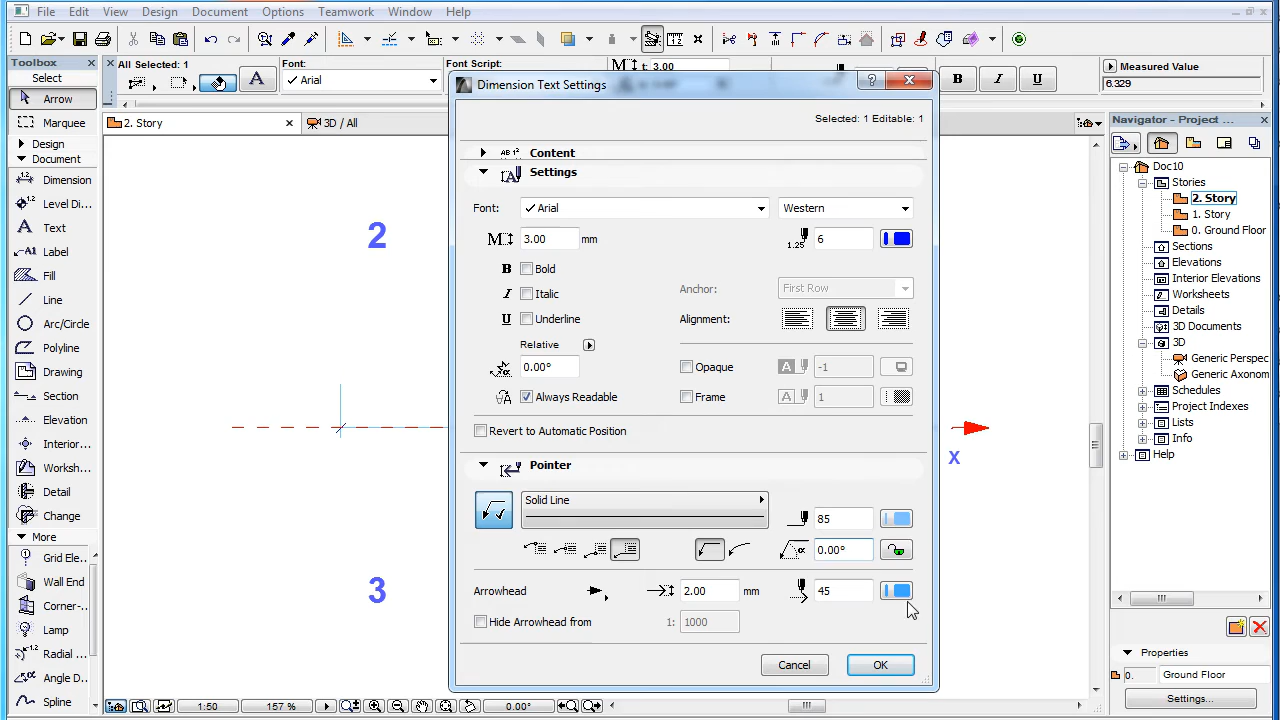 File Edit View Design Document Options Teamwork Window Help
Toolbox
Select
Arrow
Marquee
Design
Document
Dimension
Level Di...
Text
A1 Label
Fill
Line
Arc/Circle
Polyline
Drawing
Section
Elevation
Interior...
Worksh...
Detail
Change
More
Grid Ele...
Wall End
Corner-...
Lamp
Radial ...
Angle D...
Spline
All Selected: 1
Font:
Arial
Font Script:
3.00
B I U
Measured Value
6.329
2. Story
3D / All
2
3
x
Dimension Text Settings
Selected: 1 Editable: 1
Content
Settings
Font:
Arial
Western
3.00 mm
1.25
6
B Bold
I Italic
U Underline
Anchor:
First Row
Alignment:
Relative
0.00°
Opaque
-1
Always Readable
Frame
1
Revert to Automatic Position
Pointer
Solid Line
85
0.00°
Arrowhead
2.00 mm
45
Hide Arrowhead from
1: 1000
Cancel
OK
Navigator - Project ...
Doc10
Stories
2. Story
1. Story
0. Ground Floor
Sections
Elevations
Interior Elevations
Worksheets
Details
3D Documents
3D
Generic Perspec
Generic Axonom
Schedules
Project Indexes
Lists
Info
Help
Properties
0. Ground Floor
Settings...
1:50
157 %
0.00°